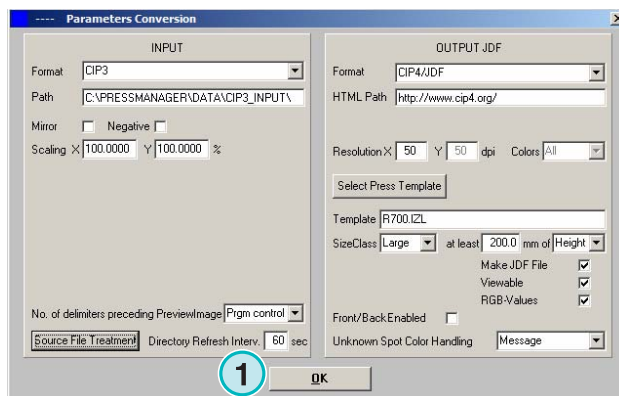 ---- Parameters Conversion
INPUT
Format CIP3
Path C:\PRESSMANAGER\DATA\CIP3_INPUT\
Mirror Negative
Scaling X 100.0000 Y 100.0000 %
No. of delimiters preceding PreviewImage Prgm control
Source File Treatment Directory Refresh Interv. 60 sec
OUTPUT JDF
Format CIP4/JDF
HTML Path http://www.cip4.org/
Resolution X 50 Y 50 dpi Colors All
Select Press Template
Template R700.IZL
SizeClass Large at least 200.0 mm of Height
Make JDF File
Viewable
RGB-Values
Front/Back Enabled
Unknown Spot Color Handling Message
1 OK